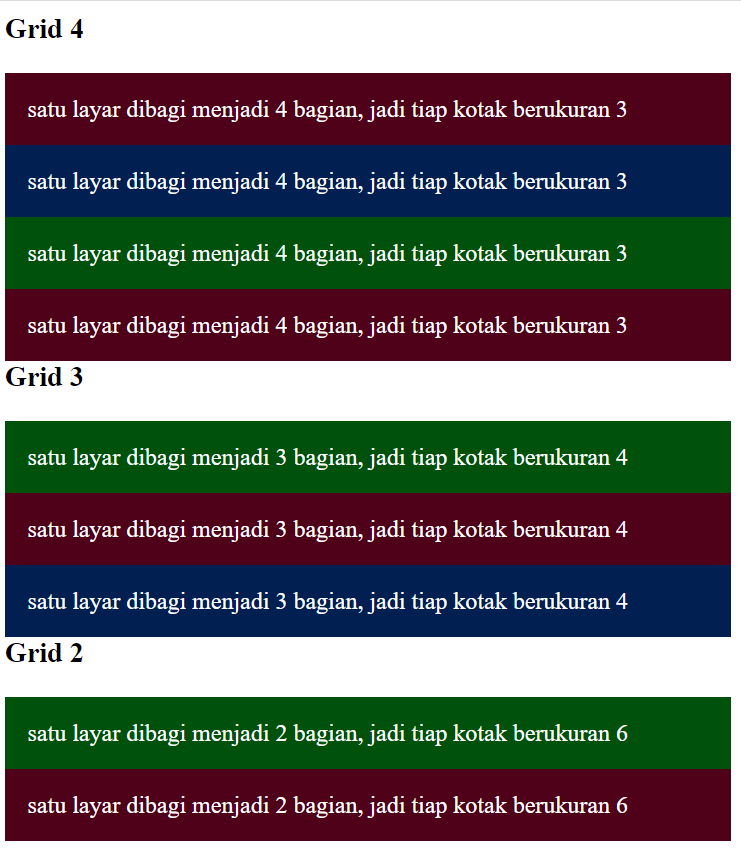 Grid 4
satu layar dibagi menjadi 4 bagian, jadi tiap kotak berukuran 3
satu layar dibagi menjadi 4 bagian, jadi tiap kotak berukuran 3
satu layar dibagi menjadi 4 bagian, jadi tiap kotak berukuran 3
satu layar dibagi menjadi 4 bagian, jadi tiap kotak berukuran 3
Grid 3
satu layar dibagi menjadi 3 bagian, jadi tiap kotak berukuran 4
satu layar dibagi menjadi 3 bagian, jadi tiap kotak berukuran 4
satu layar dibagi menjadi 3 bagian, jadi tiap kotak berukuran 4
Grid 2
satu layar dibagi menjadi 2 bagian, jadi tiap kotak berukuran 6
satu layar dibagi menjadi 2 bagian, jadi tiap kotak berukuran 6